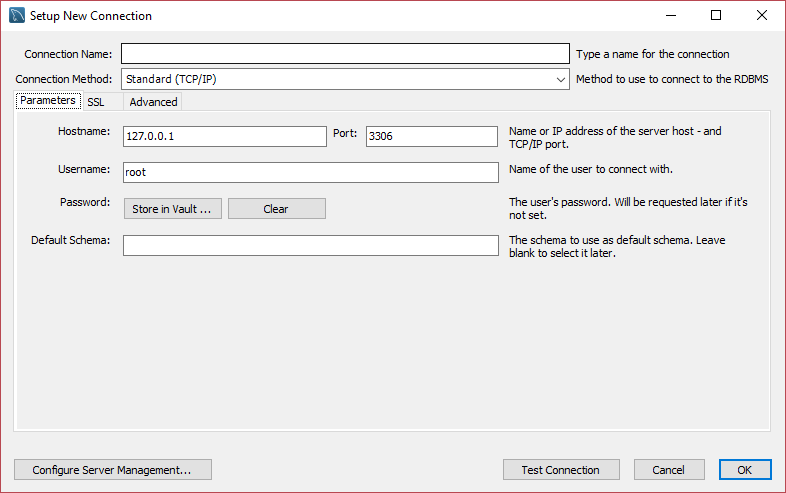 Setup New Connection
Connection Name:
Type a name for the connection
Connection Method:
Standard (TCP/IP)
Method to use to connect to the RDBMS
Parameters
SSL
Advanced
Hostname:
127.0.0.1
Port:
3306
Name or IP address of the server host - and
TCP/IP port.
Username:
root
Name of the user to connect with.
Password:
Store in Vault ...
Clear
The user's password. Will be requested later if it's
not set.
Default Schema:
The schema to use as default schema. Leave
blank to select it later.
Configure Server Management...
Test Connection
Cancel
OK